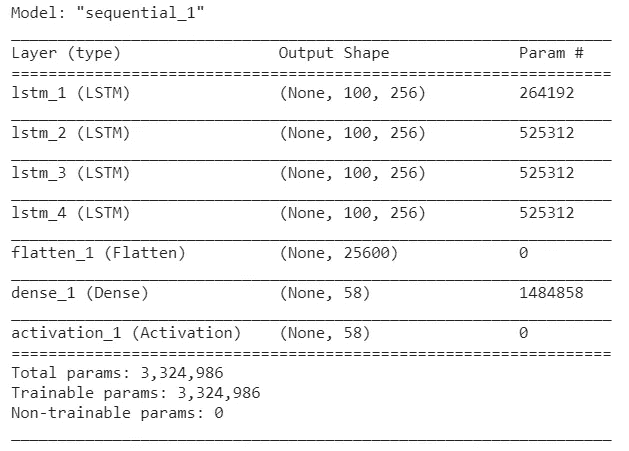 Model: "sequential_1"
Layer (type) Output Shape Param #
lstm_1 (LSTM) (None, 100, 256) 264192
lstm_2 (LSTM) (None, 100, 256) 525312
lstm_3 (LSTM) (None, 100, 256) 525312
lstm_4 (LSTM) (None, 100, 256) 525312
flatten_1 (Flatten) (None, 25600) 0
dense_1 (Dense) (None, 58) 1484858
activation_1 (Activation) (None, 58) 0
Total params: 3,324,986
Trainable params: 3,324,986
Non-trainable params: 0